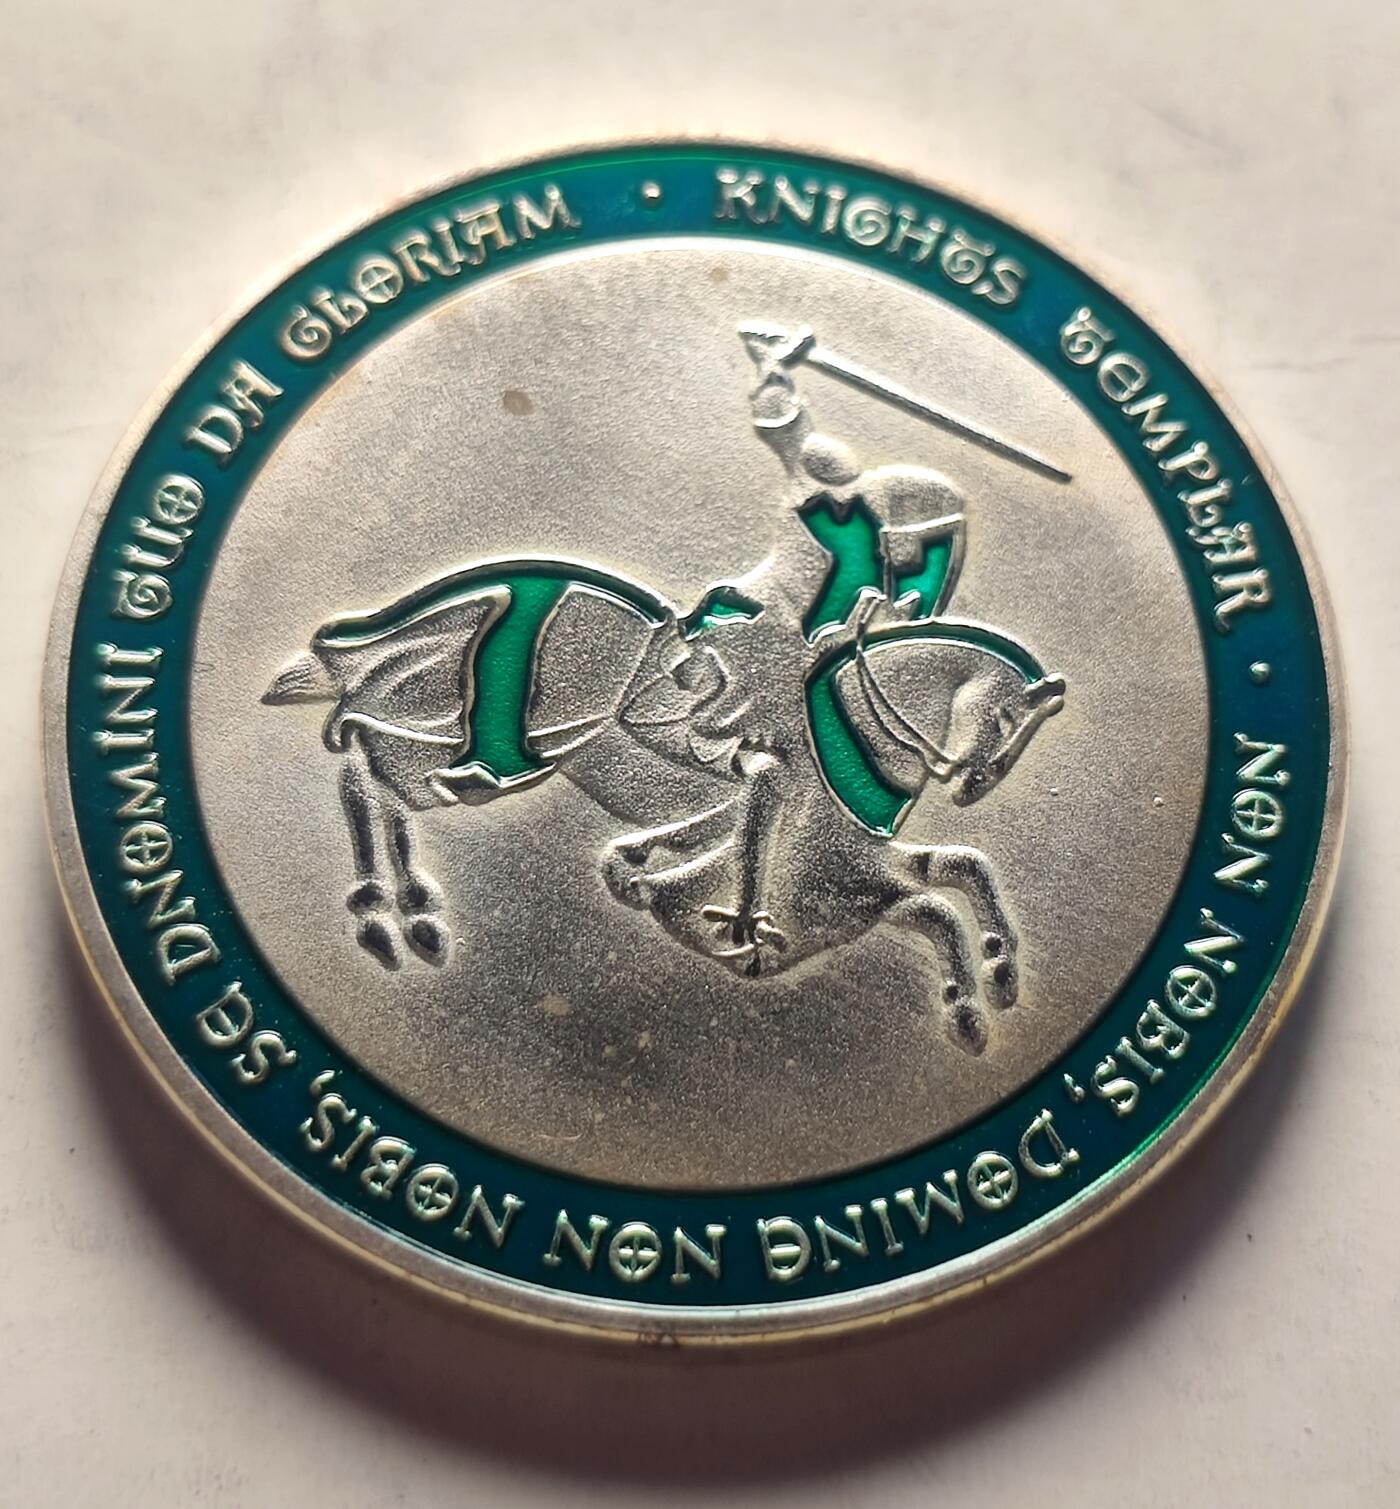 KNIGHTS TEMPLAR • NON NOBIS, DOMINE NON NOBIS, SE DNOMINI TUO DA GLORIAM •